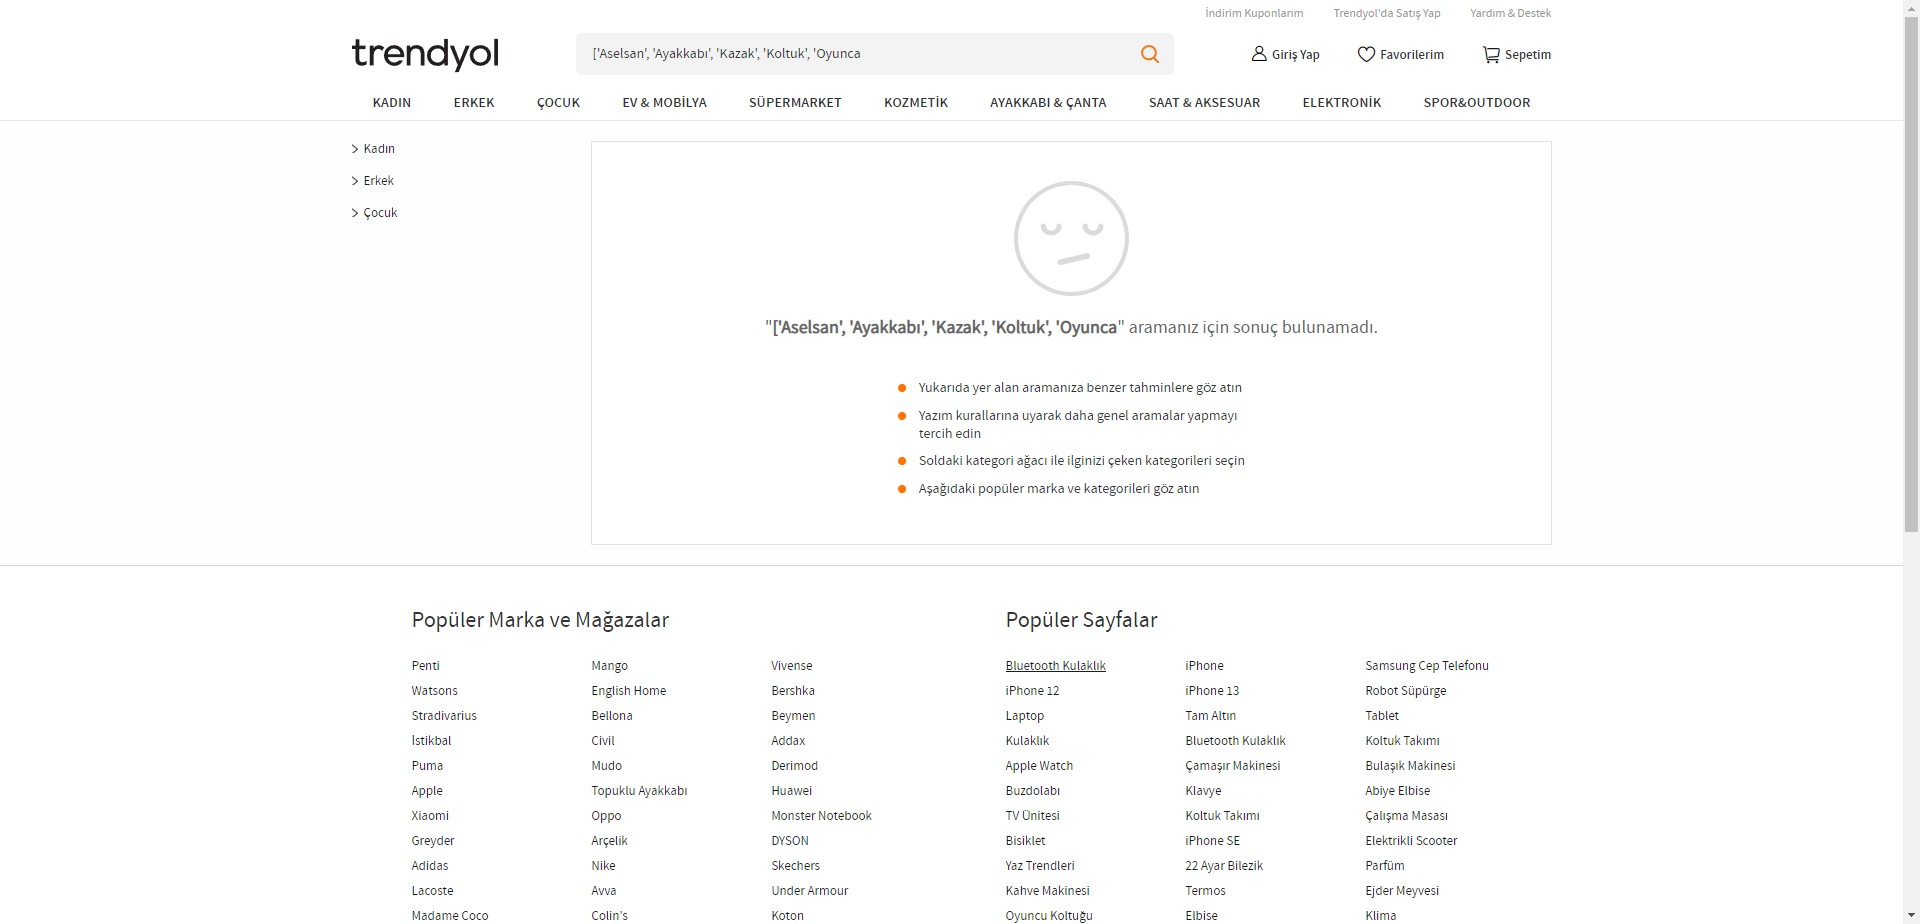 İndirim Kuponlarım Trendyol'da Satış Yap Yardım & Destek
trendyol
['Aselsan', 'Ayakkabı', 'Kazak', 'Koltuk', 'Oyunca
Giriş Yap Favorilerim Sepetim
KADIN ERKEK ÇOCUK EV & MOBİLYA SÜPERMARKET KOZMETİK AYAKKABI & ÇANTA SAAT & AKSESUAR ELEKTRONİK SPOR&OUTDOOR
Kadın
Erkek
Çocuk
"['Aselsan', 'Ayakkabı', 'Kazak', 'Koltuk', 'Oyunca" aramanız için sonuç bulunamadı.
Yukarıda yer alan aramanıza benzer tahminlere göz atın
Yazım kurallarına uyarak daha genel aramalar yapmayı
tercih edin
Soldaki kategori ağacı ile ilginizi çeken kategorileri seçin
Aşağıdaki popüler marka ve kategorileri göz atın
Popüler Marka ve Mağazalar
Penti Mango Vivense
Watsons English Home Bershka
Stradivarius Bellona Beymen
İstikbal Civil Addax
Puma Mudo Derimod
Apple Topuklu Ayakkabı Huawei
Xiaomi Oppo Monster Notebook
Greyder Arçelik DYSON
Adidas Nike Skechers
Lacoste Avva Under Armour
Madame Coco Colin's Koton
Popüler Sayfalar
Bluetooth Kulaklık iPhone Samsung Cep Telefonu
iPhone 12 iPhone 13 Robot Süpürge
Laptop Tam Altın Tablet
Kulaklık Bluetooth Kulaklık Koltuk Takımı
Apple Watch Çamaşır Makinesi Bulaşık Makinesi
Buzdolabı Klavye Abiye Elbise
TV Ünitesi Koltuk Takımı Çalışma Masası
Bisiklet iPhone SE Elektrikli Scooter
Yaz Trendleri 22 Ayar Bilezik Parfüm
Kahve Makinesi Termos Ejder Meyvesi
Oyuncu Koltuğu Elbise Klima